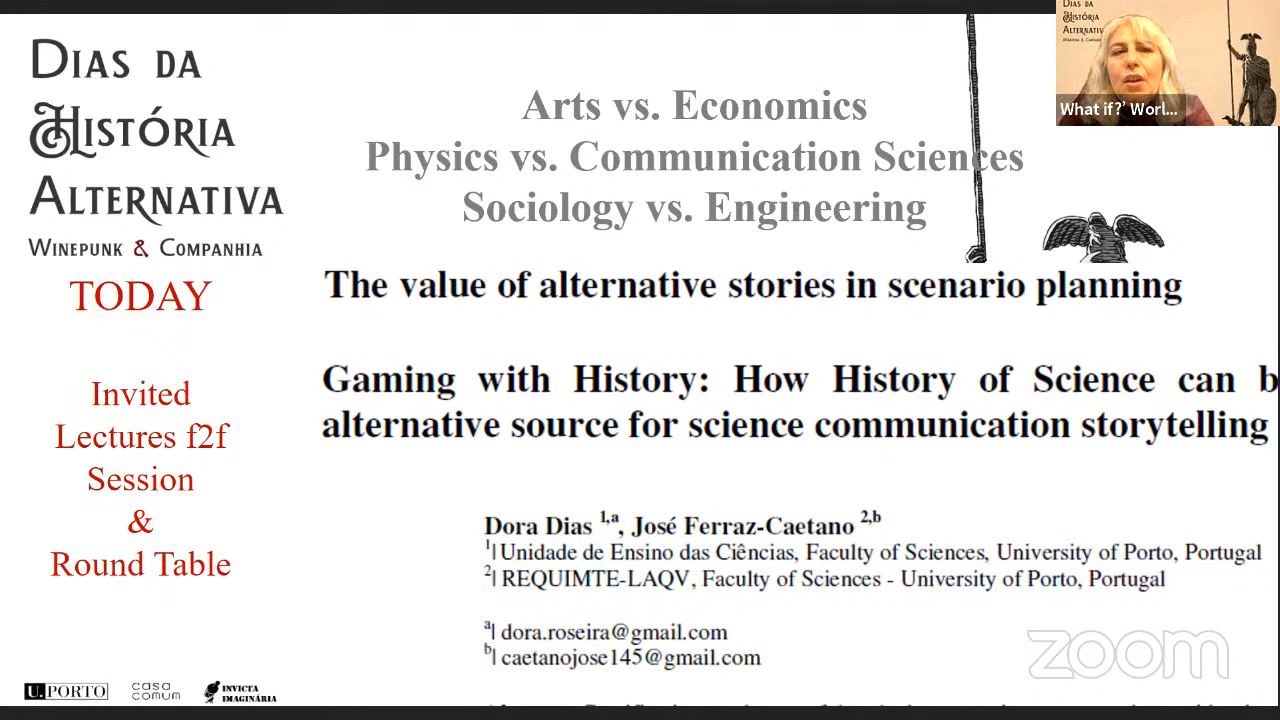 DIAS DA
HISTÓRIA
ALTERNATIVA
WINEPUNK & COMPANHIA
TODAY
Invited
Lectures f2f
Session
&
Round Table
U.PORTO
casa
comum
INVICTA
IMAGINÁRIA
Arts vs. Economics
Physics vs. Communication Sciences
Sociology vs. Engineering
The value of alternative stories in scenario planning
Gaming with History: How History of Science can b
alternative source for science communication storytelling
Dora Dias 1,a, José Ferraz-Caetano 2,b
1| Unidade de Ensino das Ciências, Faculty of Sciences, University of Porto, Portugal
2| REQUIMTE-LAQV, Faculty of Sciences - University of Porto, Portugal
a| dora.roseira@gmail.com
b| caetanojose145@gmail.com
zoom
DIAS DA
HISTÓRIA
ALTERNATIV
WINEPUNK & COMPANH
What if?’ Worl...